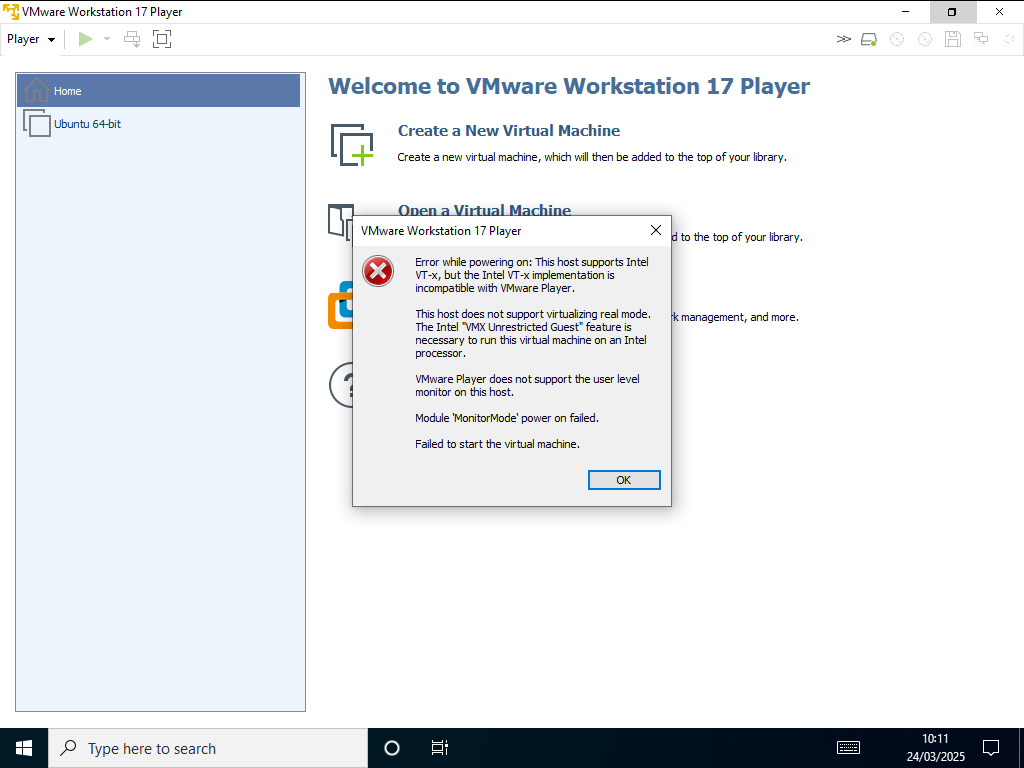 VMware Workstation 17 Player
Player
Home
Ubuntu 64-bit
Welcome to VMware Workstation 17 Player
Create a New Virtual Machine
Create a new virtual machine, which will then be added to the top of your library.
Open a Virtual Machine
d to the top of your library.
k management, and more.
VMware Workstation 17 Player
Error while powering on: This host supports Intel
VT-x, but the Intel VT-x implementation is
incompatible with VMware Player.
This host does not support virtualizing real mode.
The Intel "VMX Unrestricted Guest" feature is
necessary to run this virtual machine on an Intel
processor.
VMware Player does not support the user level
monitor on this host.
Module 'MonitorMode' power on failed.
Failed to start the virtual machine.
OK
Type here to search
10:11
24/03/2025